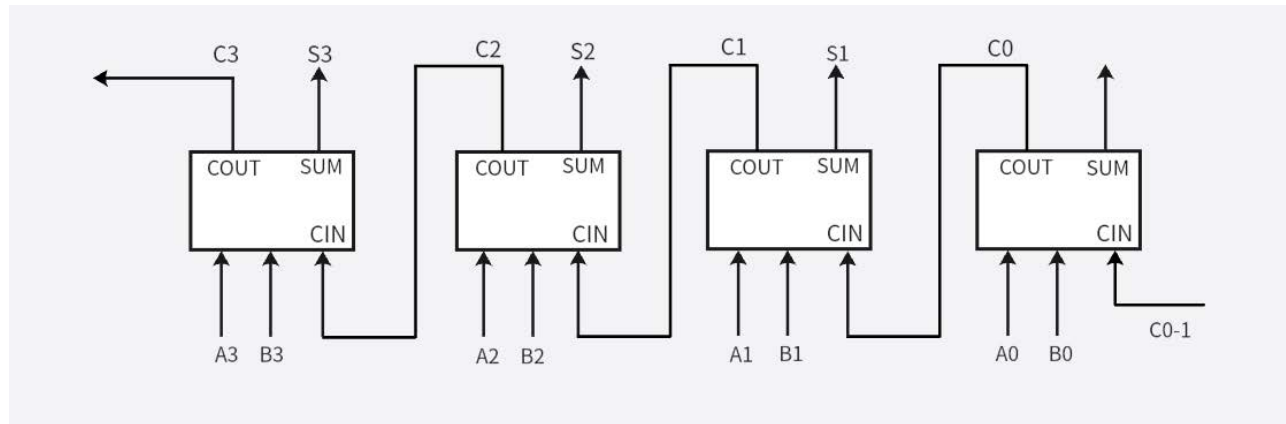 C3 S3 C2 S2 C1 S1 C0
COUT SUM COUT SUM COUT SUM COUT SUM
CIN CIN CIN CIN
A3 B3 A2 B2 A1 B1 A0 B0 C0-1